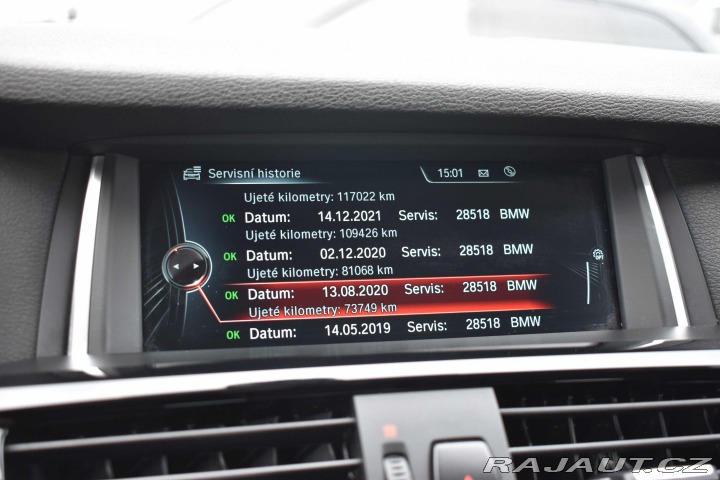 Servisní historie 15:01
Ujeté kilometry: 117022 km
OK Datum: 14.12.2021 Servis: 28518 BMW
Ujeté kilometry: 109426 km
OK Datum: 02.12.2020 Servis: 28518 BMW
Ujeté kilometry: 81068 km
OK Datum: 13.08.2020 Servis: 28518 BMW
Ujeté kilometry: 73749 km
OK Datum: 14.05.2019 Servis: 28518 BMW
RAJAUT.CZ